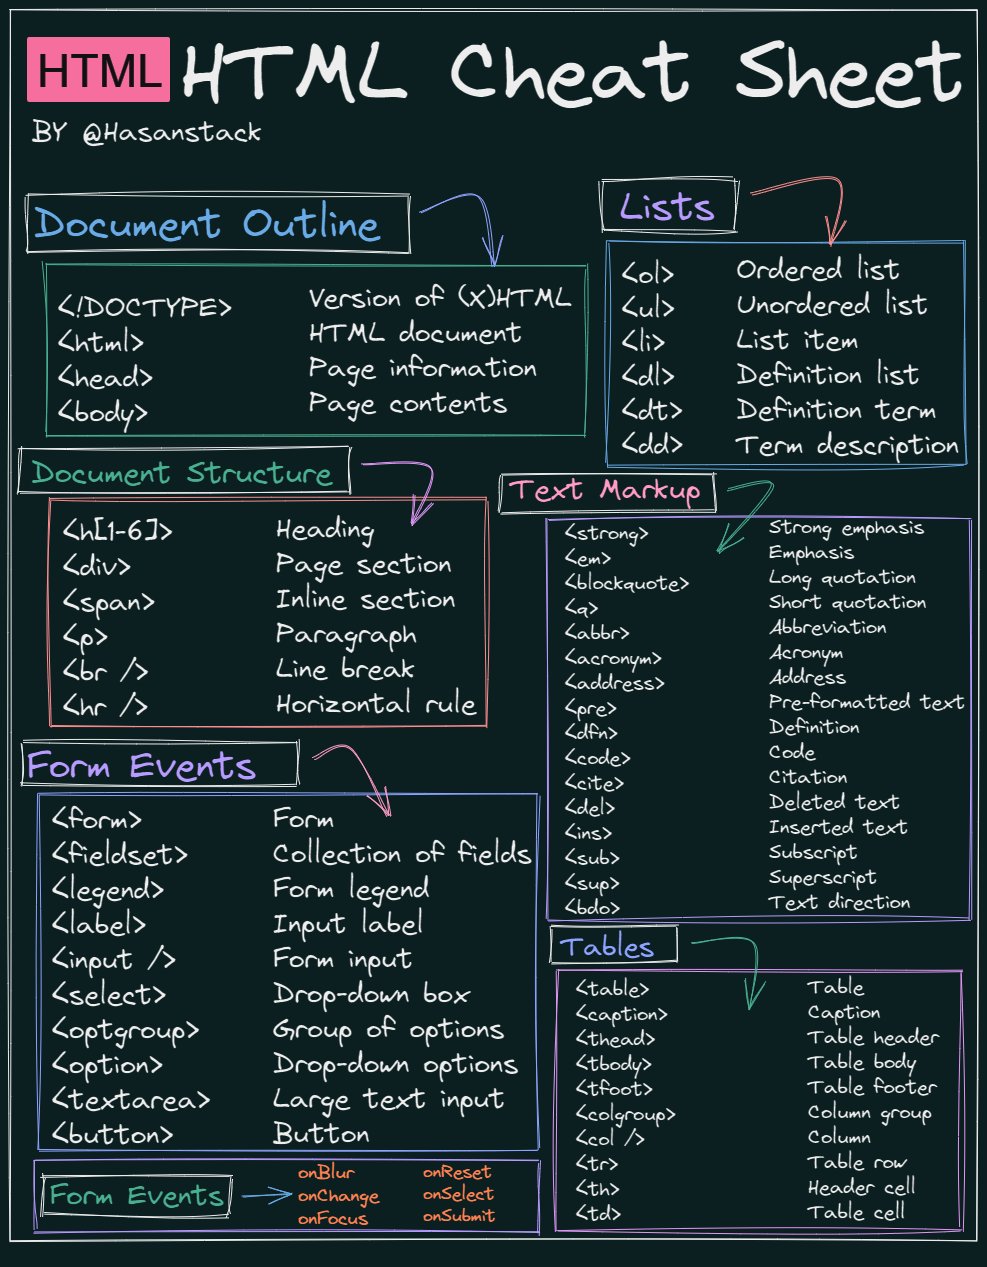 HTML HTML Cheat Sheet
BY @Hasanstack
Document Outline
<!DOCTYPE> Version of (X)HTML
<html> HTML document
<head> Page information
<body> Page contents
Lists
<ol> Ordered list
<ul> Unordered list
<li> List item
<dl> Definition list
<dt> Definition term
<dd> Term description
Document Structure
<h[1-6]> Heading
<div> Page section
<span> Inline section
<p> Paragraph
<br /> Line break
<hr /> Horizontal rule
Text Markup
<strong> Strong emphasis
<em> Emphasis
<blockquote> Long quotation
<q> Short quotation
<abbr> Abbreviation
<acronym> Acronym
<address> Address
<pre> Pre-formatted text
<dfn> Definition
<code> Code
<cite> Citation
<del> Deleted text
<ins> Inserted text
<sub> Subscript
<sup> Superscript
<bdo> Text direction
Form Events
<form> Form
<fieldset> Collection of fields
<legend> Form legend
<label> Input label
<input /> Form input
<select> Drop-down box
<optgroup> Group of options
<option> Drop-down options
<textarea> Large text input
<button> Button
Tables
<table> Table
<caption> Caption
<thead> Table header
<tbody> Table body
<tfoot> Table footer
<colgroup> Column group
<col /> Column
<tr> Table row
<th> Header cell
<td> Table cell
Form Events
onBlur onReset
onChange onSelect
onFocus onSubmit